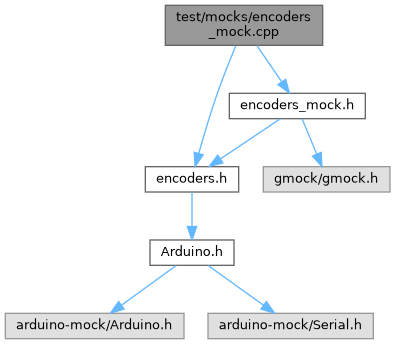 test/mocks/encoders
_mock.cpp
encoders_mock.h
encoders.h
gmock/gmock.h
Arduino.h
arduino-mock/Arduino.h
arduino-mock/Serial.h